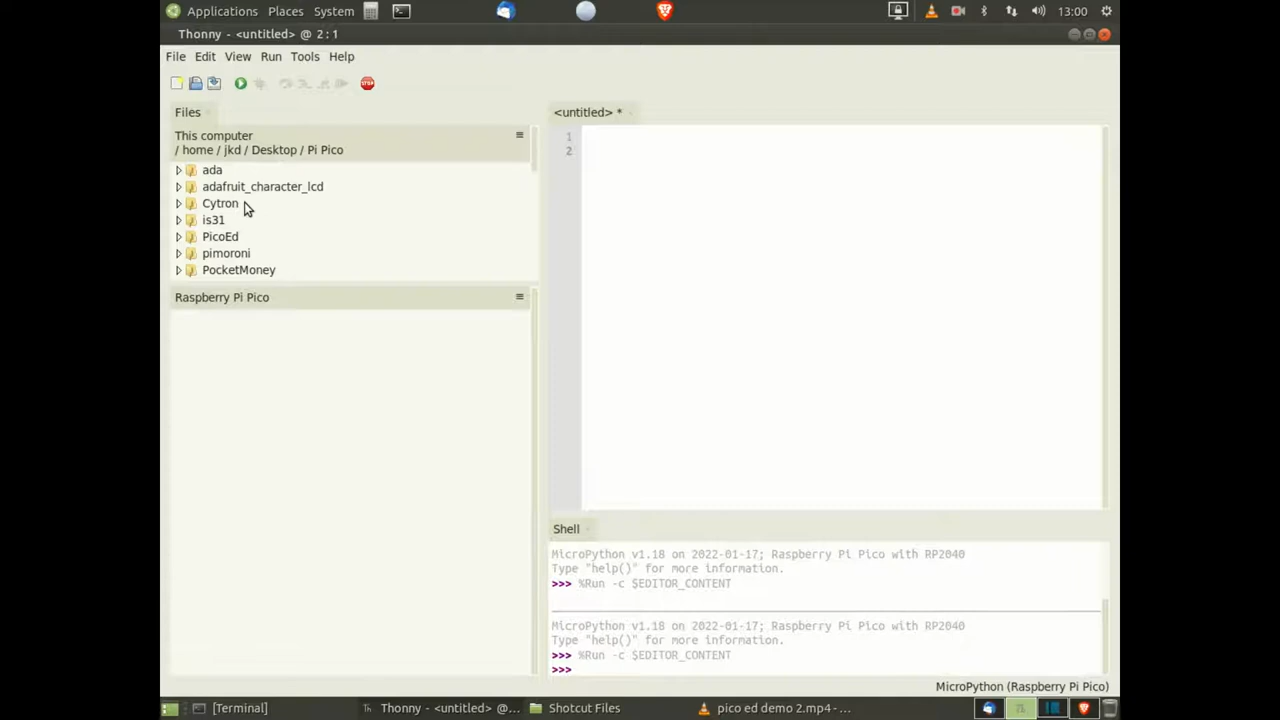 Applications Places System 13:00
Thonny - <untitled> @ 2:1
File Edit View Run Tools Help
STOP
Files
<untitled> *
This computer
/ home / jkd / Desktop / Pi Pico
1
2
ada
adafruit_character_lcd
Cytron
is31
PicoEd
pimoroni
PocketMoney
Raspberry Pi Pico
Shell
MicroPython v1.18 on 2022-01-17; Raspberry Pi Pico with RP2040
Type "help()" for more information.
>>> %Run -c $EDITOR_CONTENT
MicroPython v1.18 on 2022-01-17; Raspberry Pi Pico with RP2040
Type "help()" for more information.
>>> %Run -c $EDITOR_CONTENT
>>>
MicroPython (Raspberry Pi Pico)
[Terminal] Thonny - <untitled> @... Shotcut Files pico ed demo 2.mp4-...